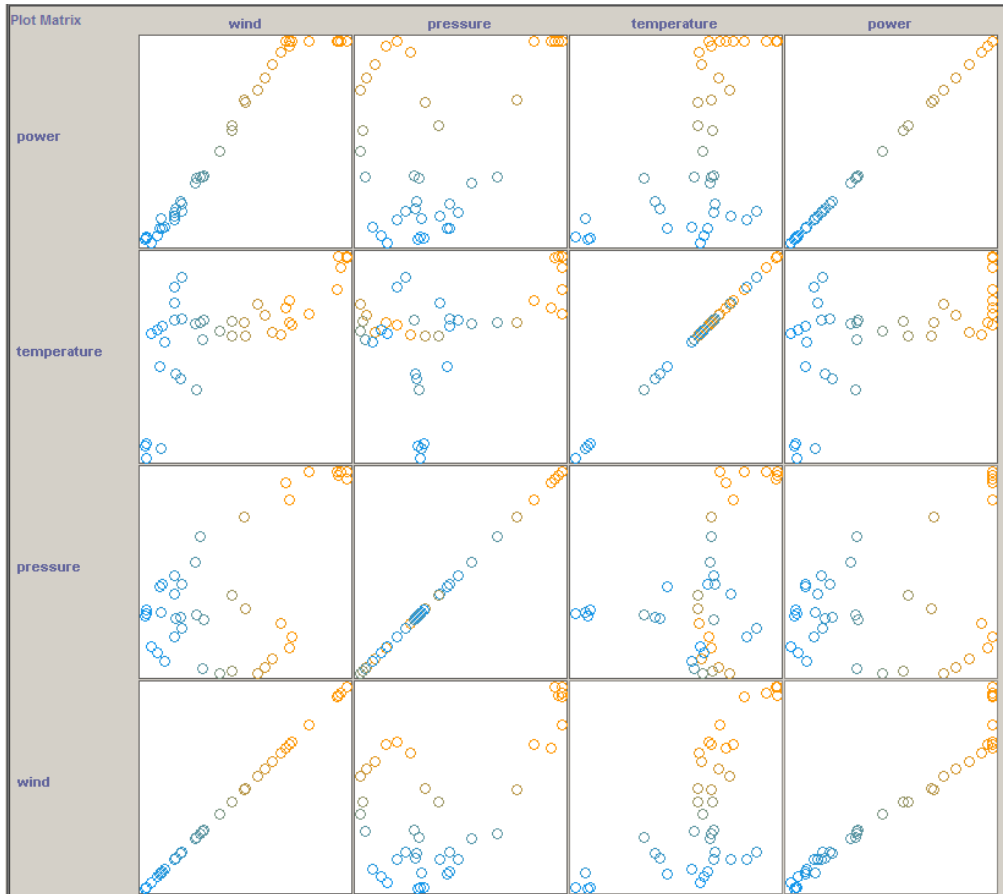 Plot Matrix
wind pressure temperature power
power
temperature
pressure
wind